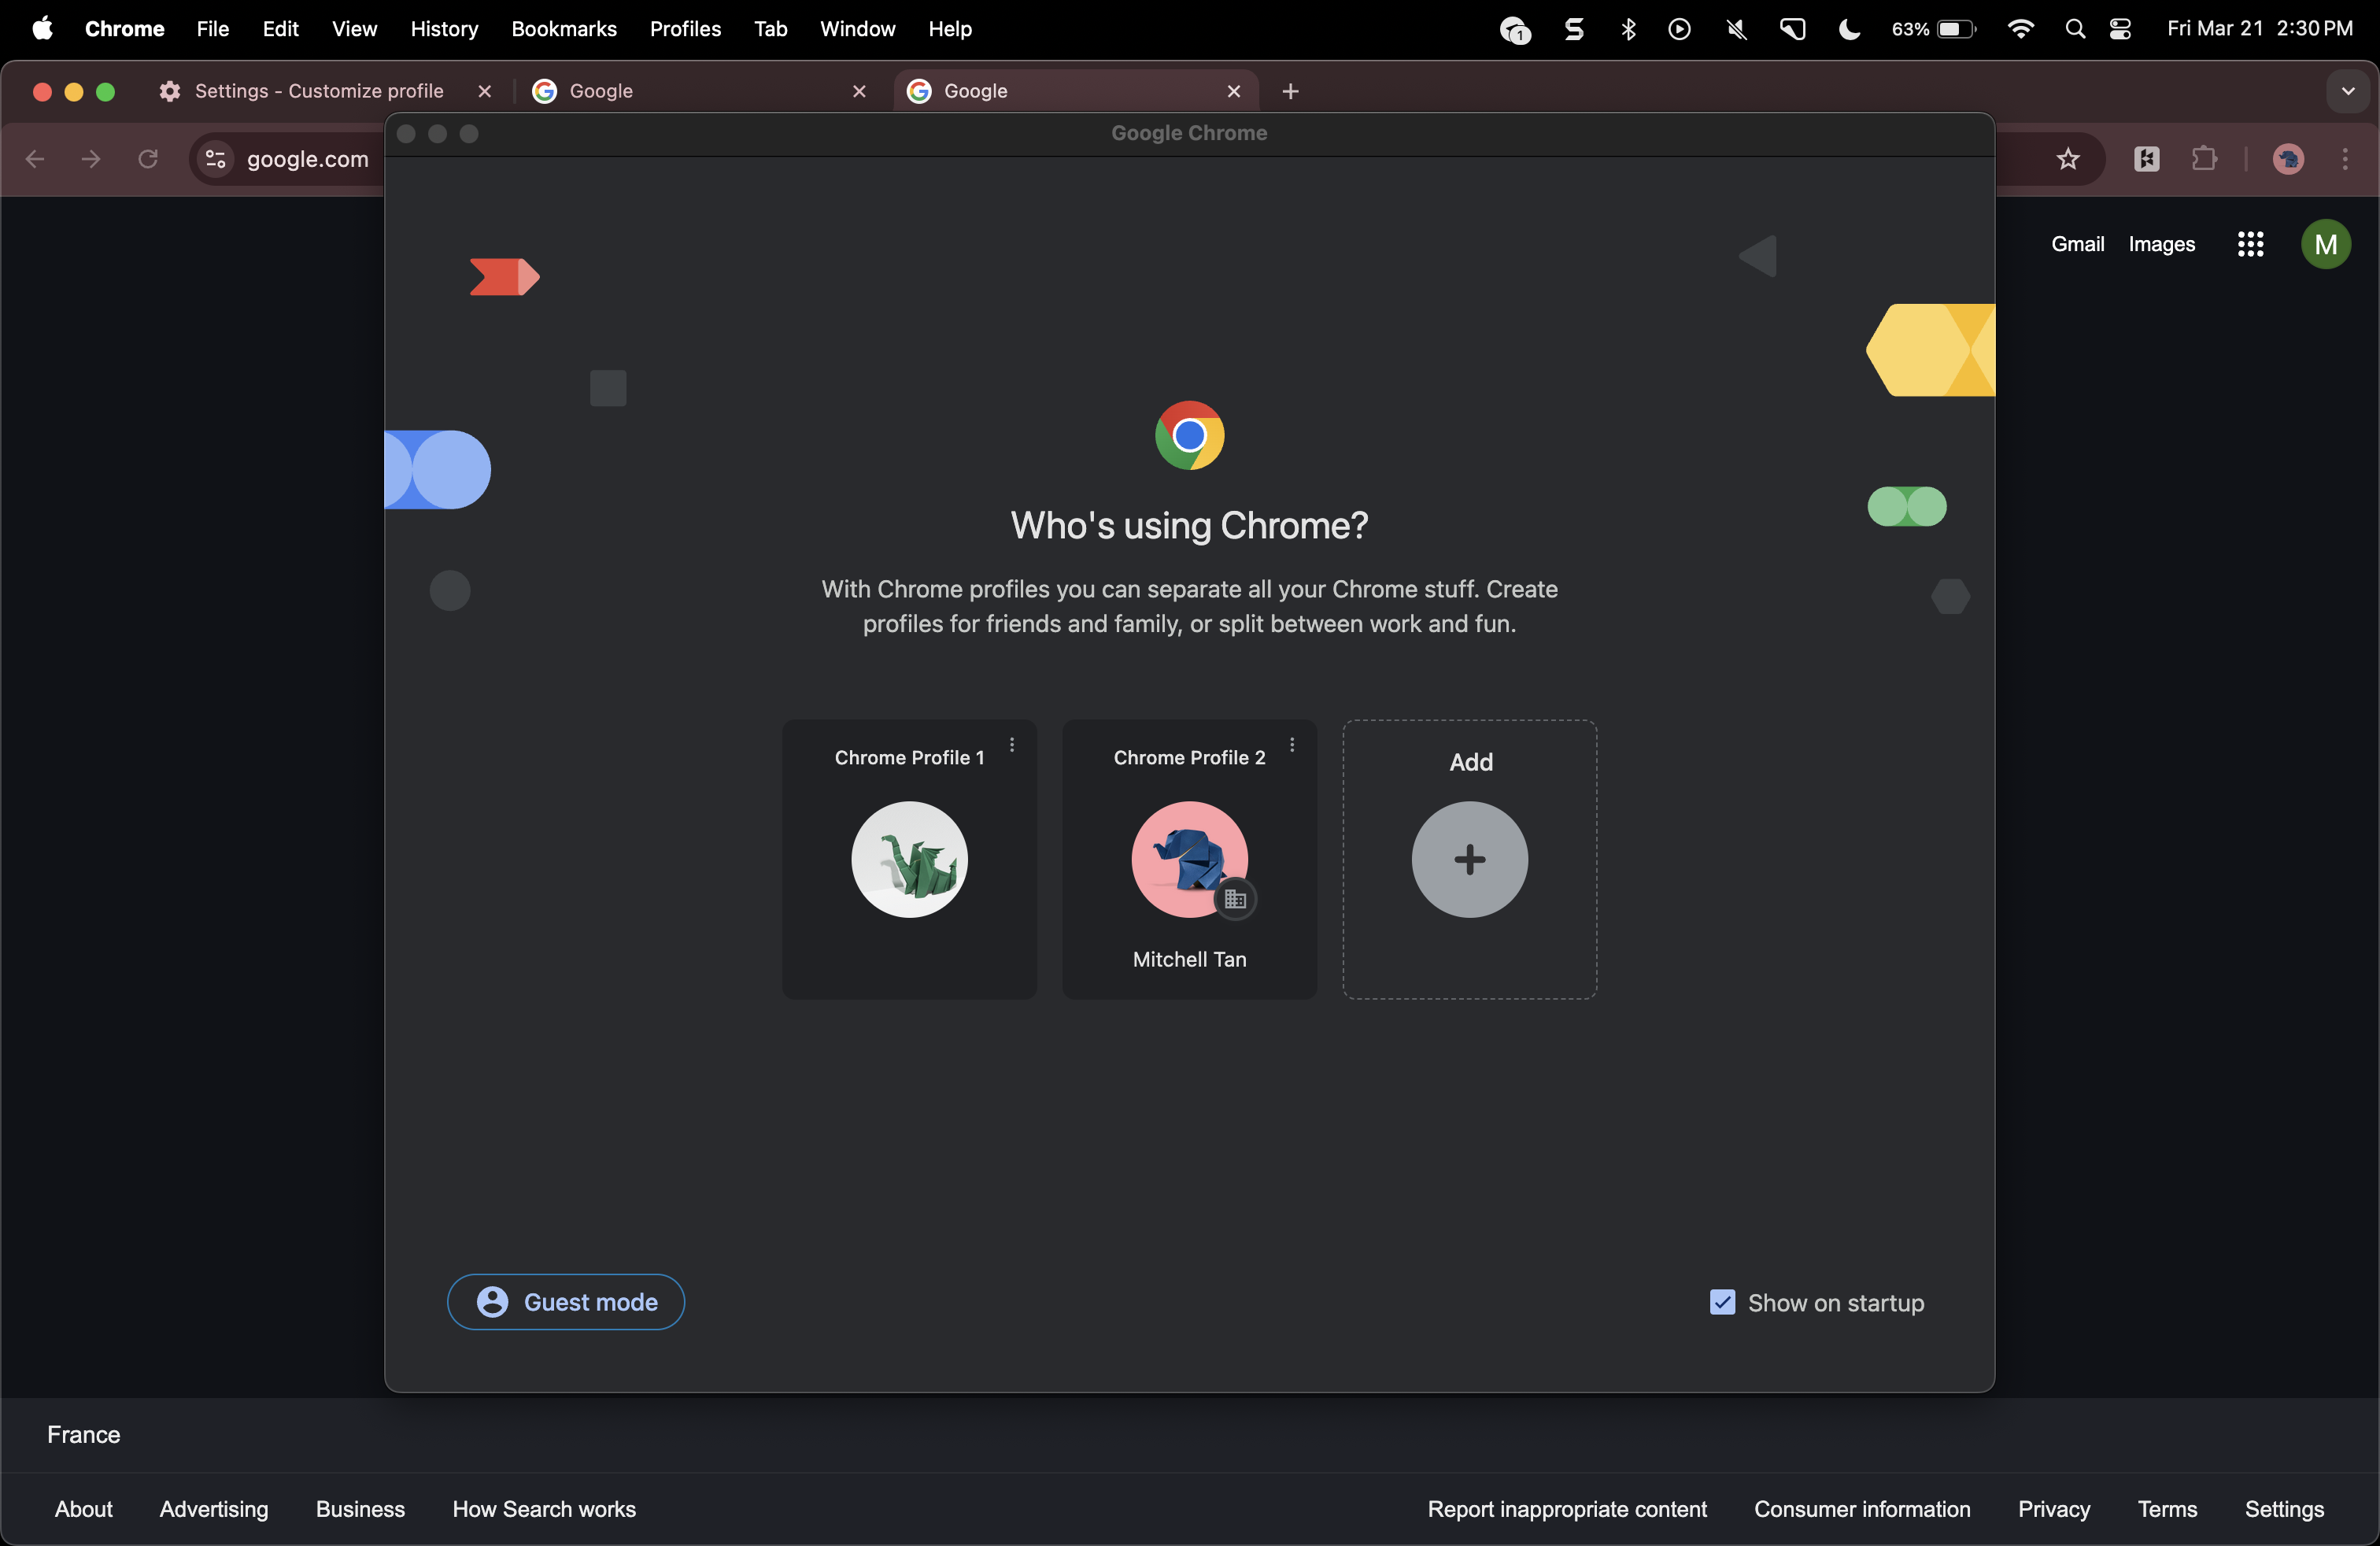 Chrome File Edit View History Bookmarks Profiles Tab Window Help 1 63% Fri Mar 21 2:30 PM
Settings - Customize profile Google Google
Google Chrome
google.com
Gmail Images M
Who's using Chrome?
With Chrome profiles you can separate all your Chrome stuff. Create
profiles for friends and family, or split between work and fun.
Chrome Profile 1 Chrome Profile 2 Add
Mitchell Tan
Guest mode Show on startup
France
About Advertising Business How Search works Report inappropriate content Consumer information Privacy Terms Settings